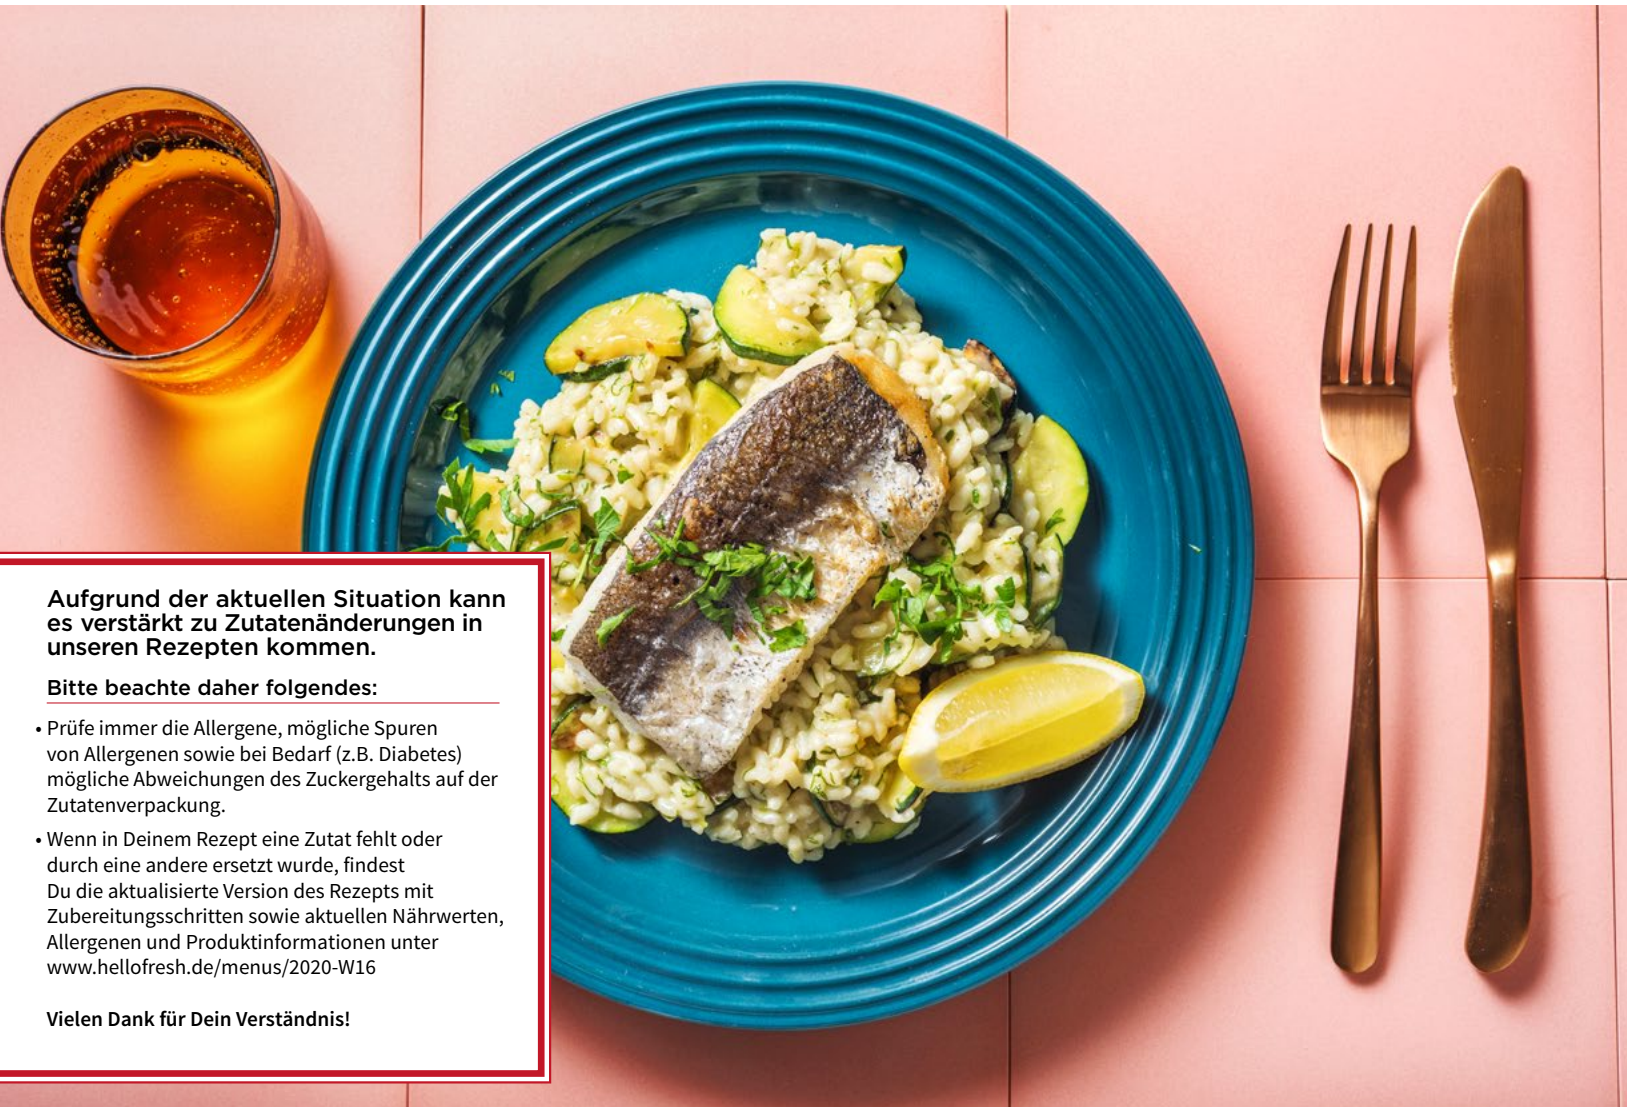 Aufgrund der aktuellen Situation kann
es verstärkt zu Zutatenänderungen in
unseren Rezepten kommen.
Bitte beachte daher folgendes:
• Prüfe immer die Allergene, mögliche Spuren
von Allergenen sowie bei Bedarf (z.B. Diabetes)
mögliche Abweichungen des Zuckergehalts auf der
Zutatenverpackung.
• Wenn in Deinem Rezept eine Zutat fehlt oder
durch eine andere ersetzt wurde, findest
Du die aktualisierte Version des Rezepts mit
Zubereitungsschritten sowie aktuellen Nährwerten,
Allergenen und Produktinformationen unter
www.hellofresh.de/menus/2020-W16
Vielen Dank für Dein Verständnis!